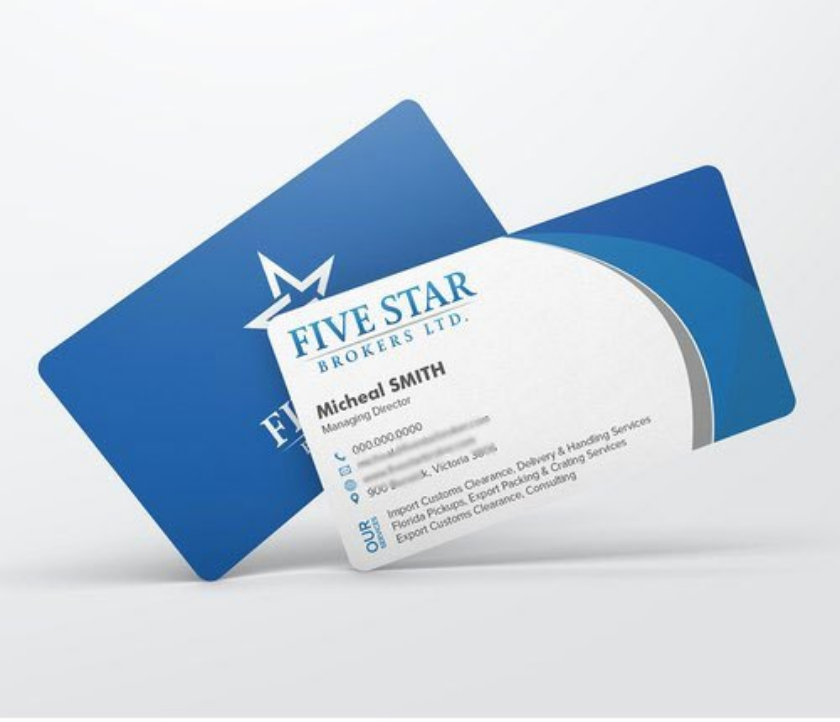 FIVE STAR
BROKERS LTD.
Micheal SMITH
Managing Director
000.000.0000
900 Victoria
OUR
SERVICES
Import Customs Clearance, Delivery & Handling Services
Florida Pickups, Export Packing & Crating Services
Export Customs Clearance, Consulting